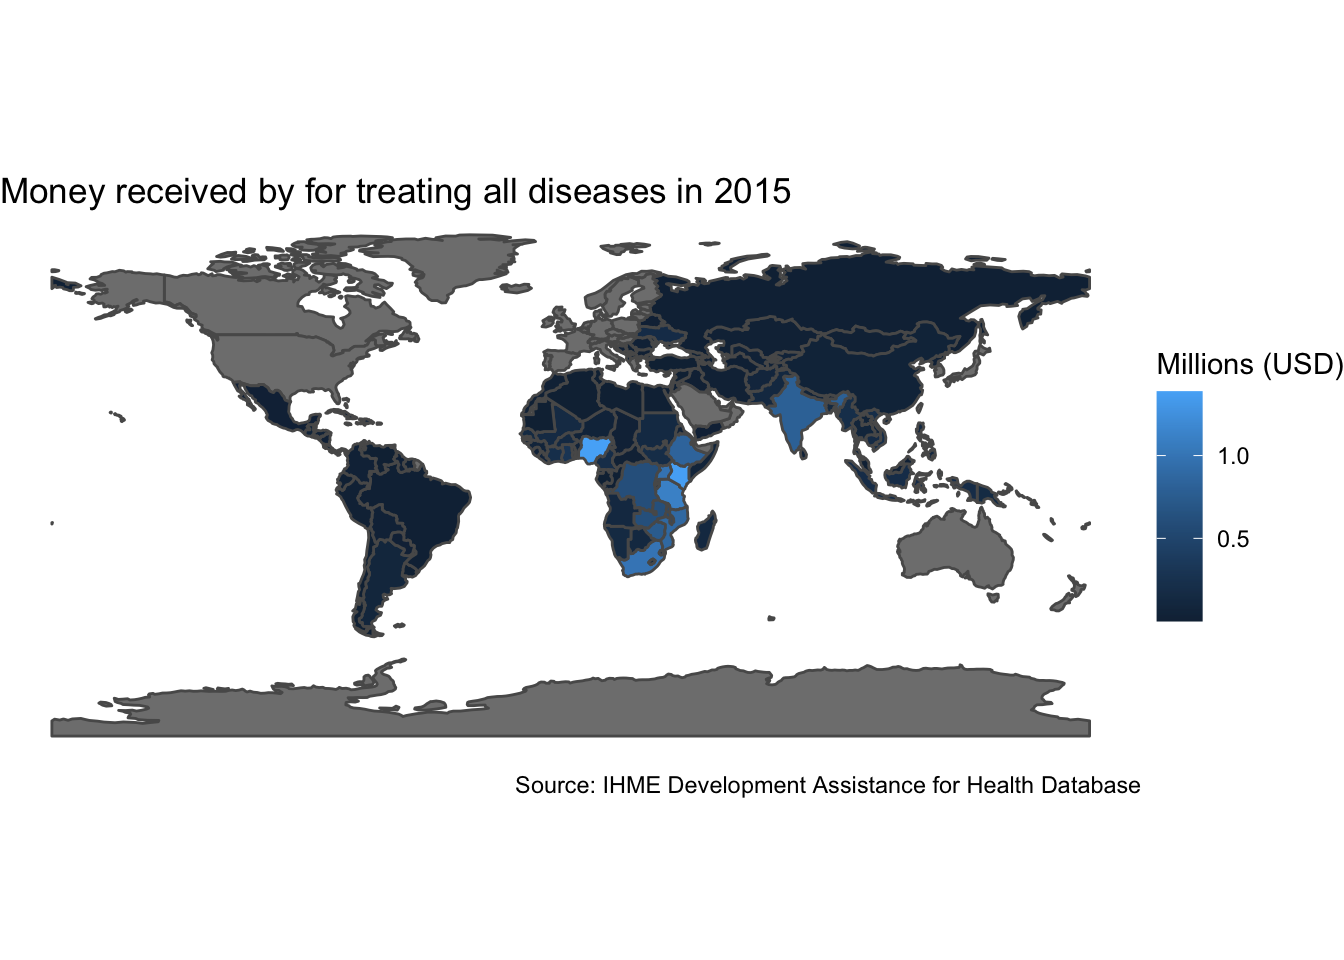 Money received by for treating all diseases in 2015
Millions (USD)
1.0
0.5
Source: IHME Development Assistance for Health Database